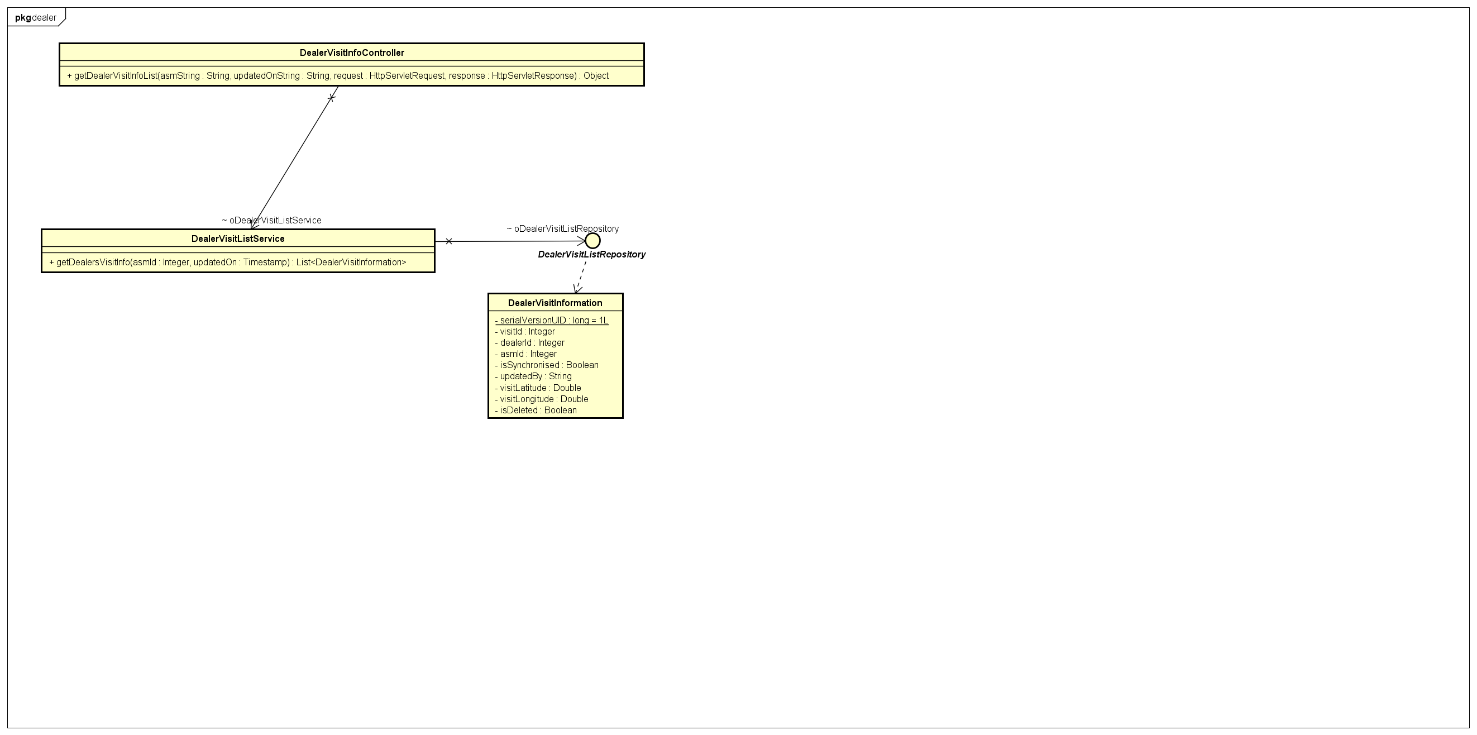 pkg dealer
DealerVisitInfoController
+ getDealerVisitInfoList(asmString : String, updatedOnString : String, request : HttpServletRequest, response : HttpServletResponse) : Object
~ oDealerVisitListService
DealerVisitListService
+ getDealersVisitInfo(asmId : Integer, updatedOn : Timestamp) : List<DealerVisitInformation>
~ oDealerVisitListRepository
DealerVisitListRepository
DealerVisitInformation
- serialVersionUID : long = 1L
- visitId : Integer
- dealerId : Integer
- asmId : Integer
- isSynchronised : Boolean
- updatedBy : String
- visitLatitude : Double
- visitLongitude : Double
- isDeleted : Boolean